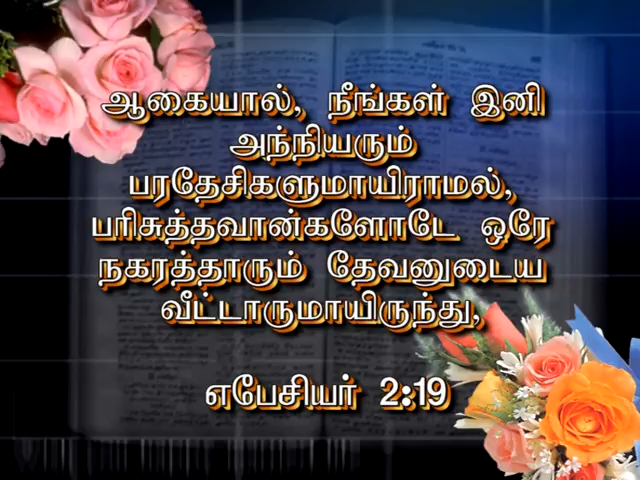 ஆகையால், நீங்கள் இனி
அந்நியரும்
பரதேசிகளுமாயிராமல்,
பரிசுத்தவான்களோடே ஒரே
நகரத்தாரும் தேவனுடைய
வீட்டாருமாயிருந்து,
எபேசியர் 2:19